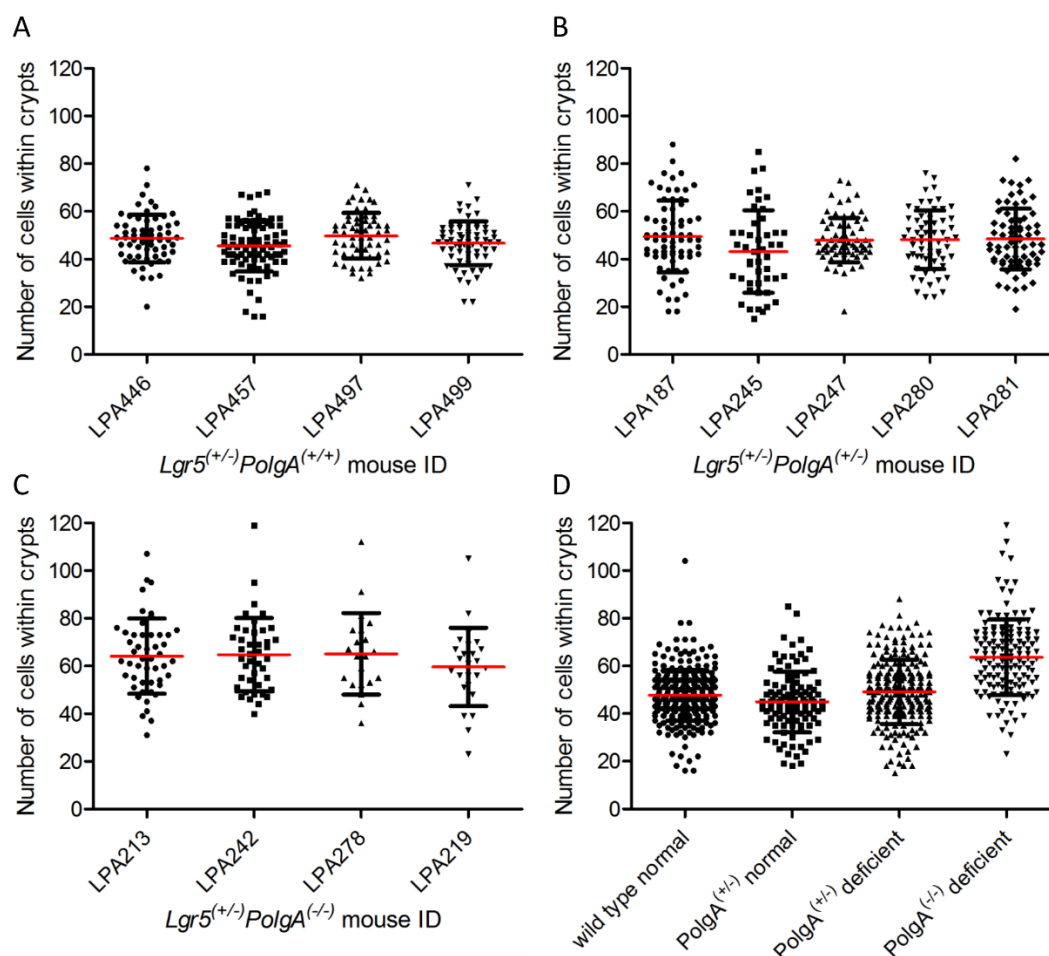 A
Number of cells within crypts
120
100
80
60
40
20
0
LPA446
LPA457
LPA497
LPA499
Lgr5(+/-)PolgA(+/+) mouse ID
B
Number of cells within crypts
120
100
80
60
40
20
0
LPA187
LPA245
LPA247
LPA280
LPA281
Lgr5(+/-)PolgA(+/-) mouse ID
C
Number of cells within crypts
120
100
80
60
40
20
0
LPA213
LPA242
LPA278
LPA219
Lgr5(+/-)PolgA(-/-) mouse ID
D
Number of cells within crypts
120
100
80
60
40
20
0
wild type normal
PolgA(+/-) normal
PolgA(+/-) deficient
PolgA(-/-) deficient